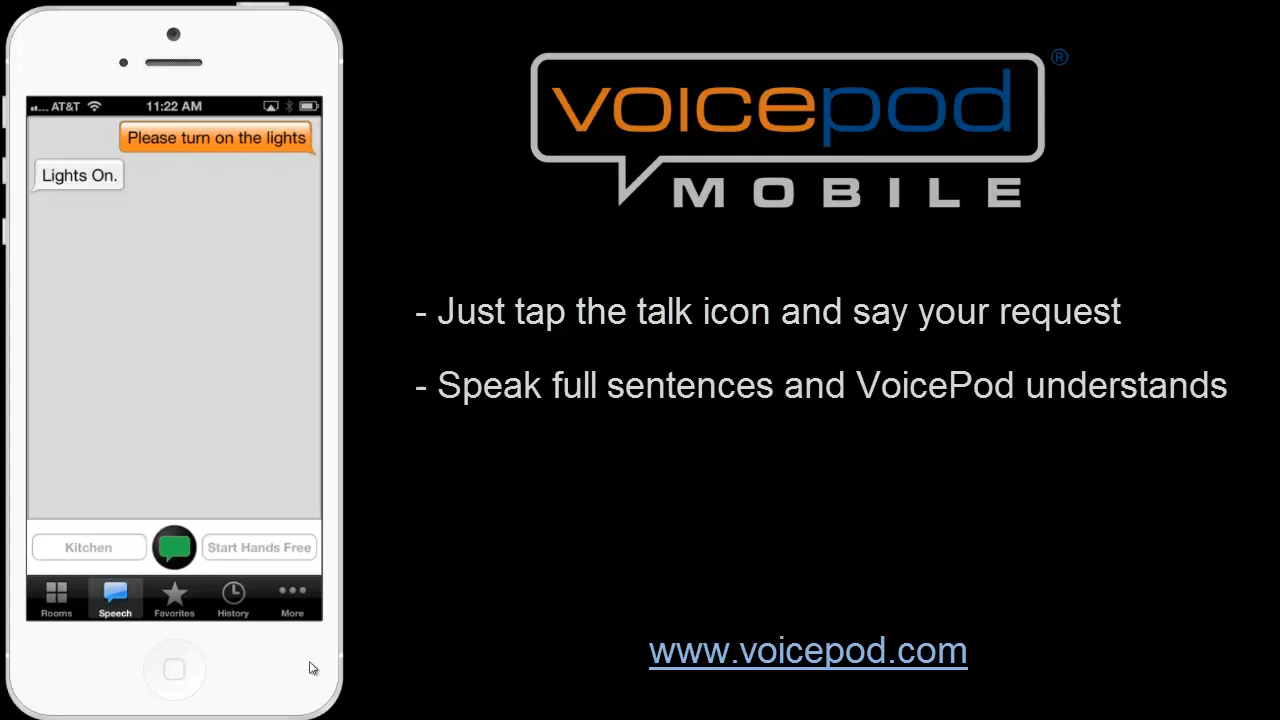 AT&T 11:22 AM
Please turn on the lights
Lights On.
Kitchen
Start Hands Free
Rooms
Speech
Favorites
History
More
voicepod®
MOBILE
- Just tap the talk icon and say your request
- Speak full sentences and VoicePod understands
www.voicepod.com